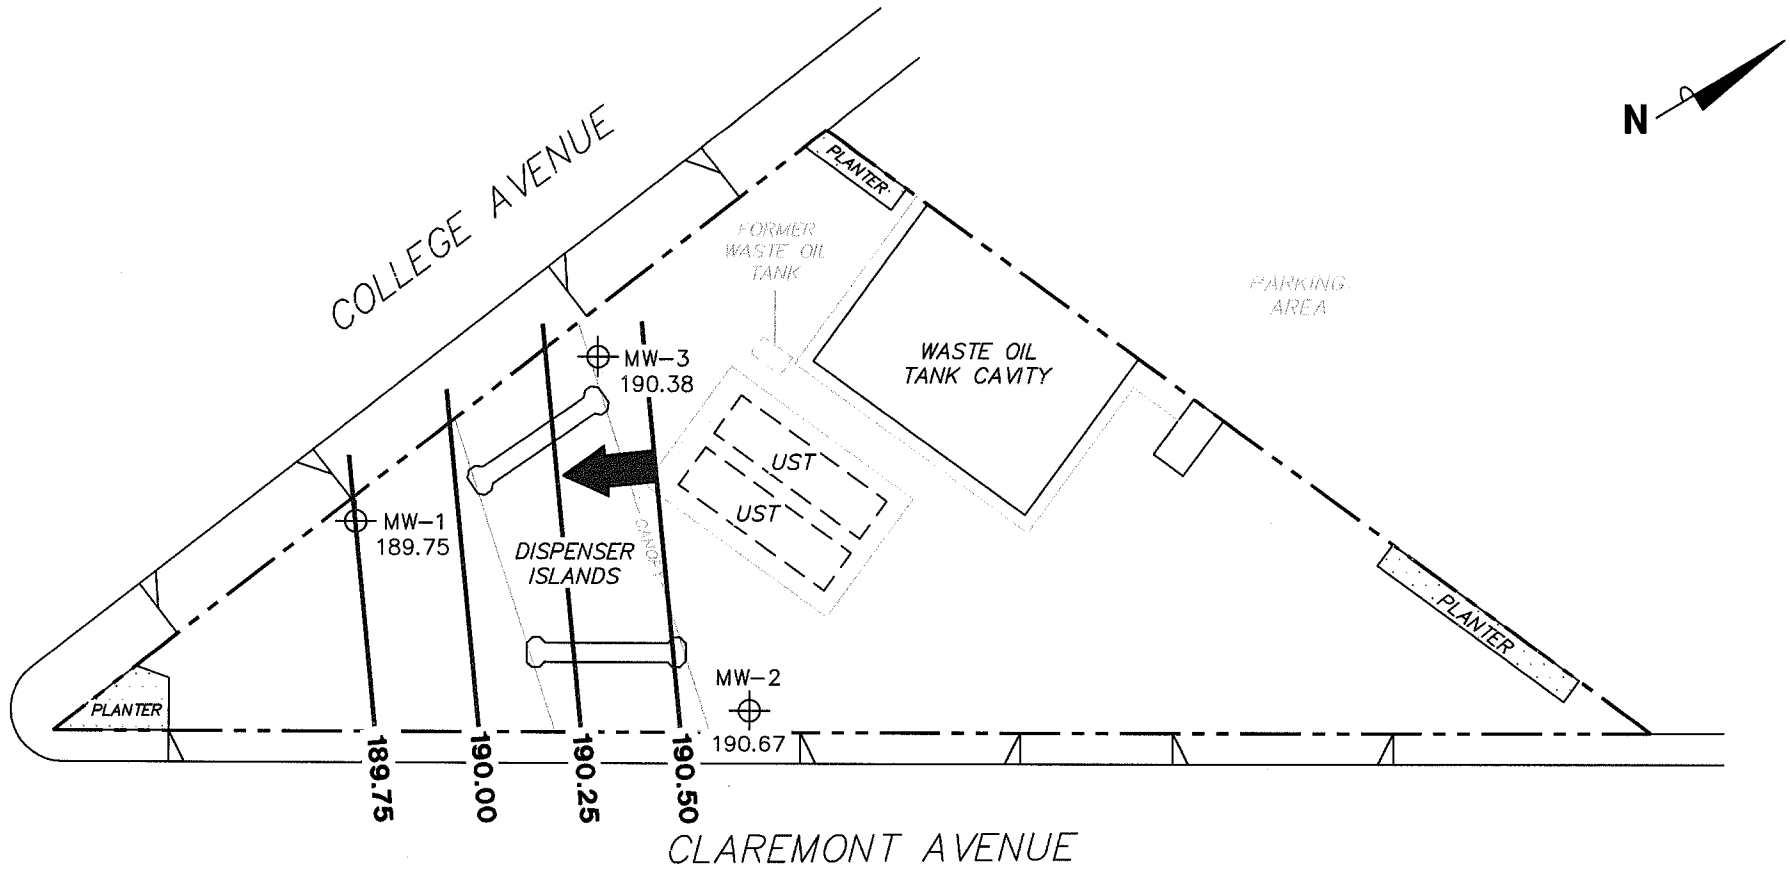 COLLEGE AVENUE
N
PLANTER
FORMER
WASTE OIL
TANK
PARKING
AREA
WASTE OIL
TANK CAVITY
MW-3
190.38
UST
UST
MW-1
189.75
CANOPY
DISPENSER
ISLANDS
PLANTER
MW-2
190.67
PLANTER
189.75
190.00
190.25
190.50
CLAREMONT AVENUE